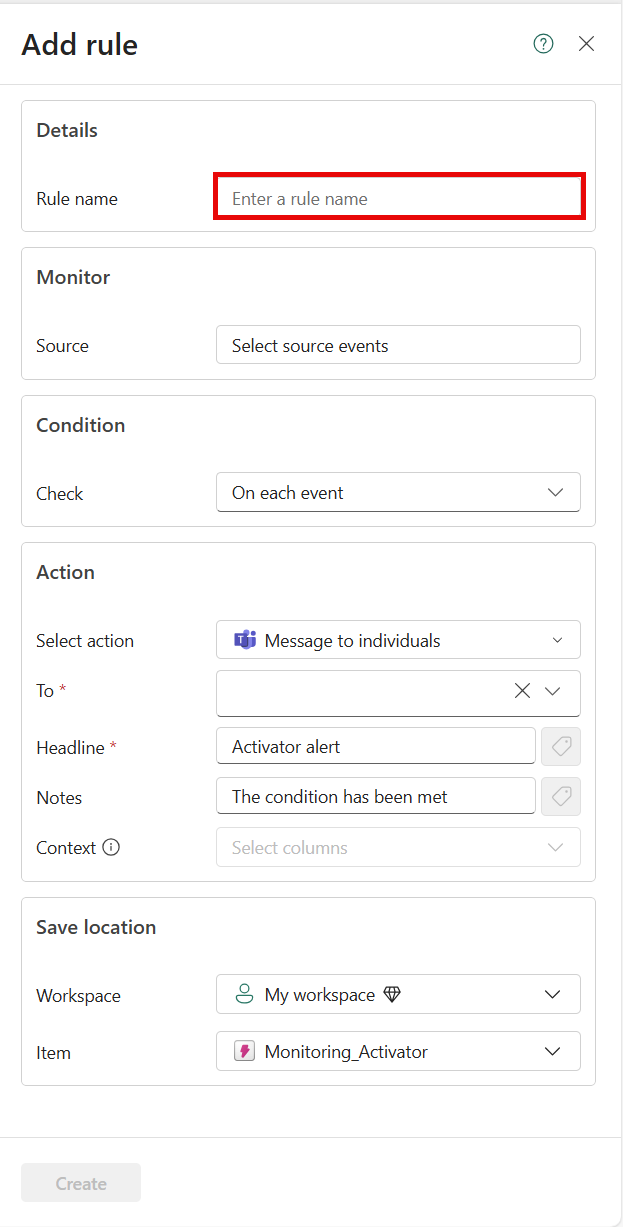 Add rule
Details
Rule name Enter a rule name
Monitor
Source Select source events
Condition
Check On each event
Action
Select action Message to individuals
To *
Headline * Activator alert
Notes The condition has been met
Context Select columns
Save location
Workspace My workspace
Item Monitoring_Activator
Create